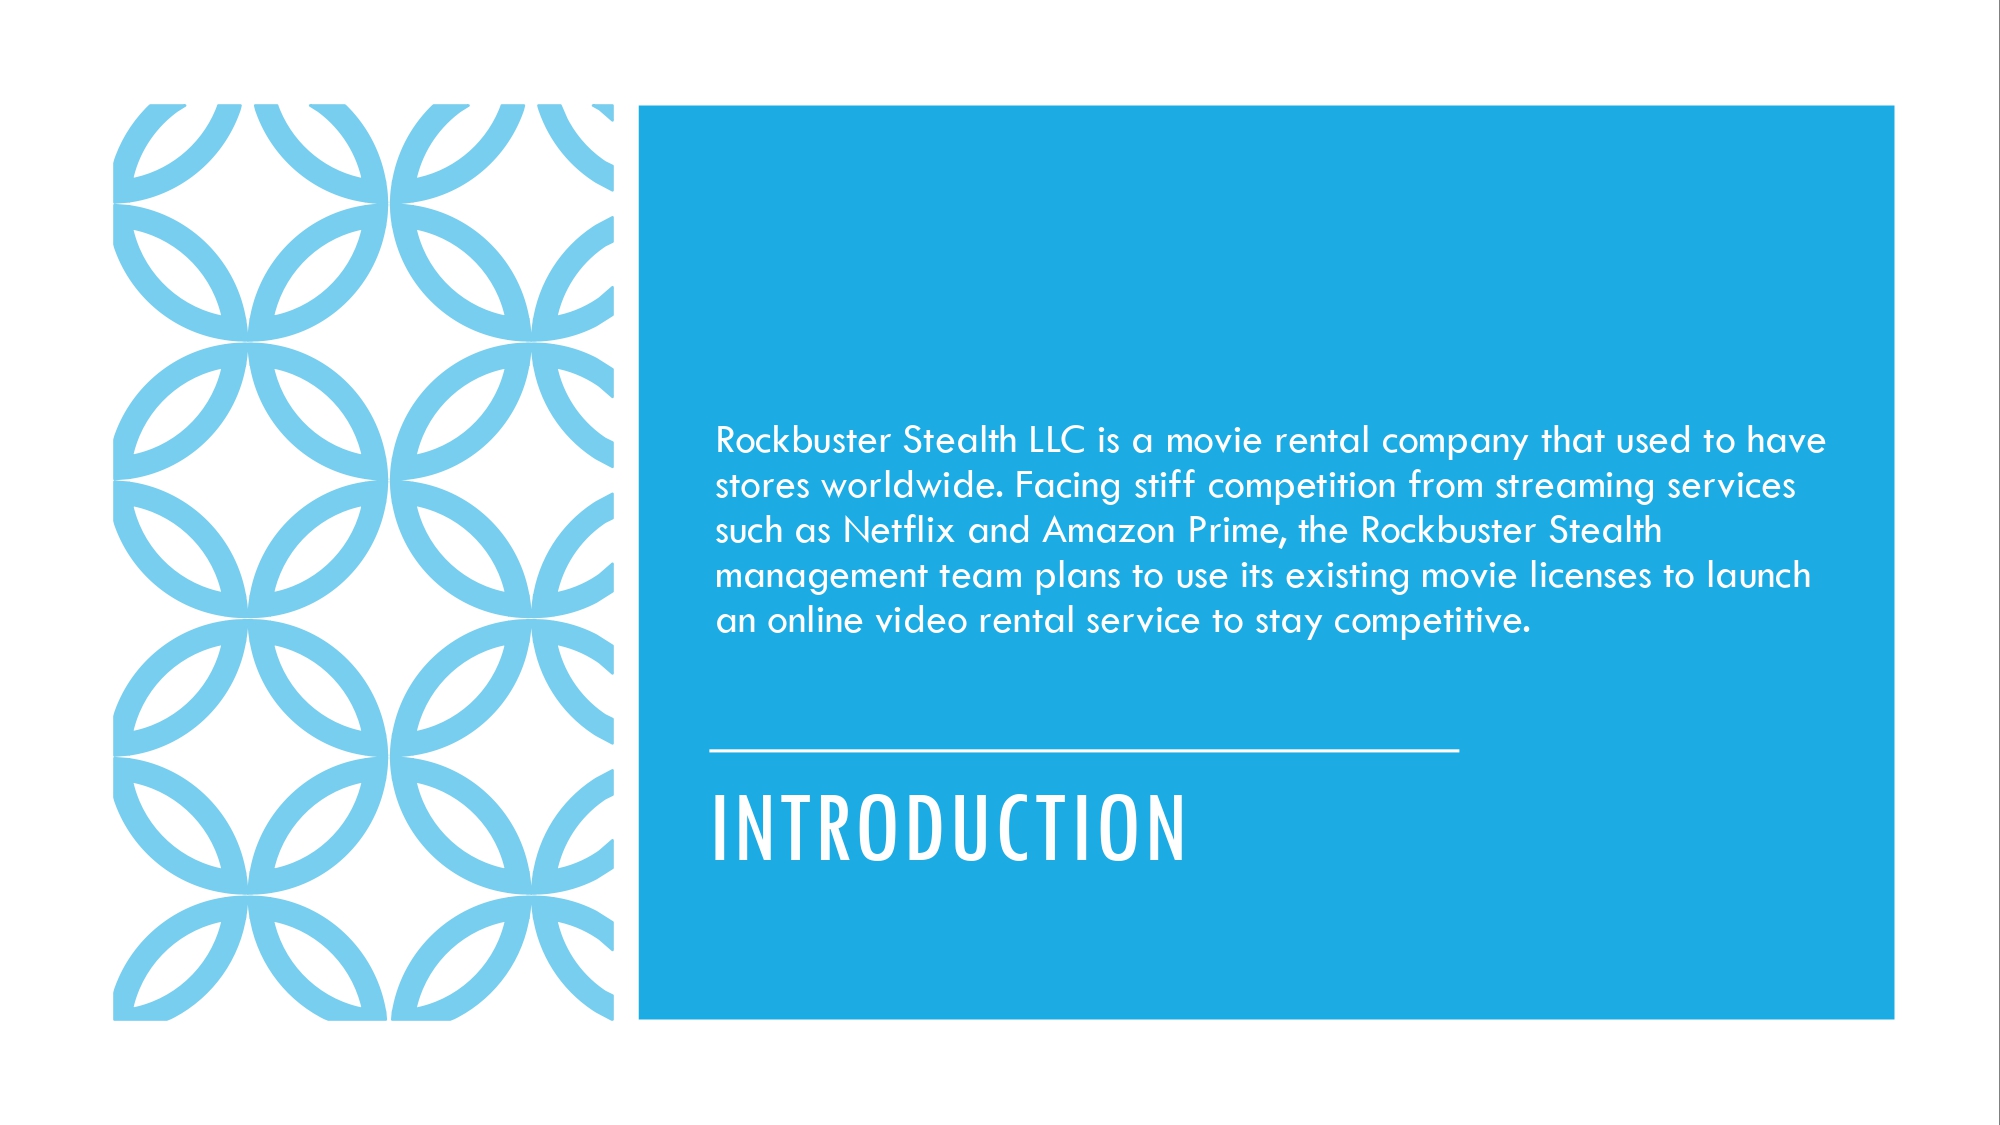 Rockbuster Stealth LLC is a movie rental company that used to have
stores worldwide. Facing stiff competition from streaming services
such as Netflix and Amazon Prime, the Rockbuster Stealth
management team plans to use its existing movie licenses to launch
an online video rental service to stay competitive.
INTRODUCTION